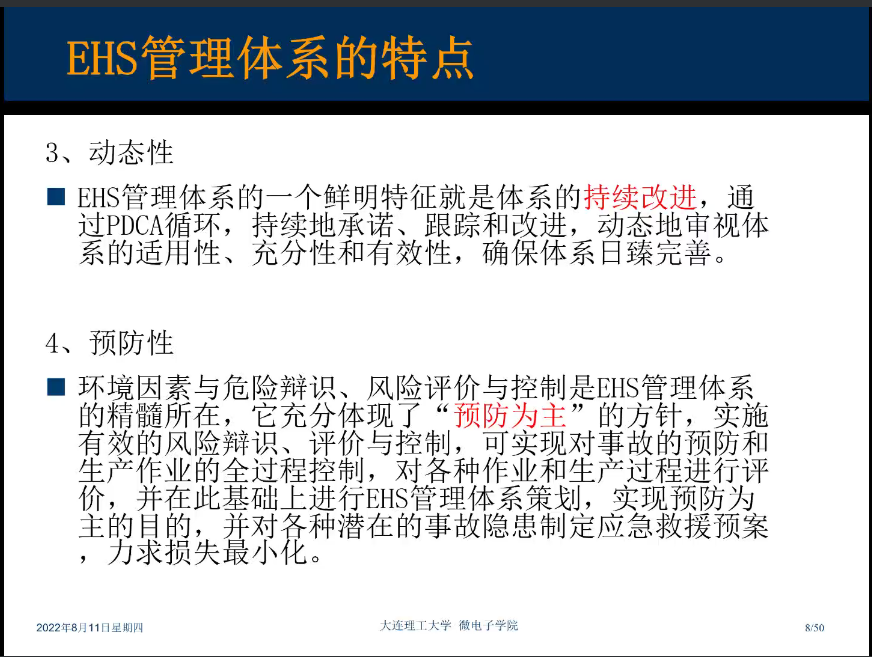 EHS管理体系的特点
3、动态性
■ EHS管理体系的一个鲜明特征就是体系的持续改进，通
过PDCA循环，持续地承诺、跟踪和改进，动态地审视体
系的适用性、充分性和有效性，确保体系日臻完善。
4、预防性
■ 环境因素与危险辩识、风险评价与控制是EHS管理体系
的精髓所在，它充分体现了“预防为主”的方针，实施
有效的风险辩识、评价与控制，可实现对事故的预防和
生产作业的全过程控制，对各种作业和生产过程进行评
价，并在此基础上进行EHS管理体系策划，实现预防为
主的目的，并对各种潜在的事故隐患制定应急救援预案
，力求损失最小化。
2022年8月11日星期四
大连理工大学 微电子学院
8/50